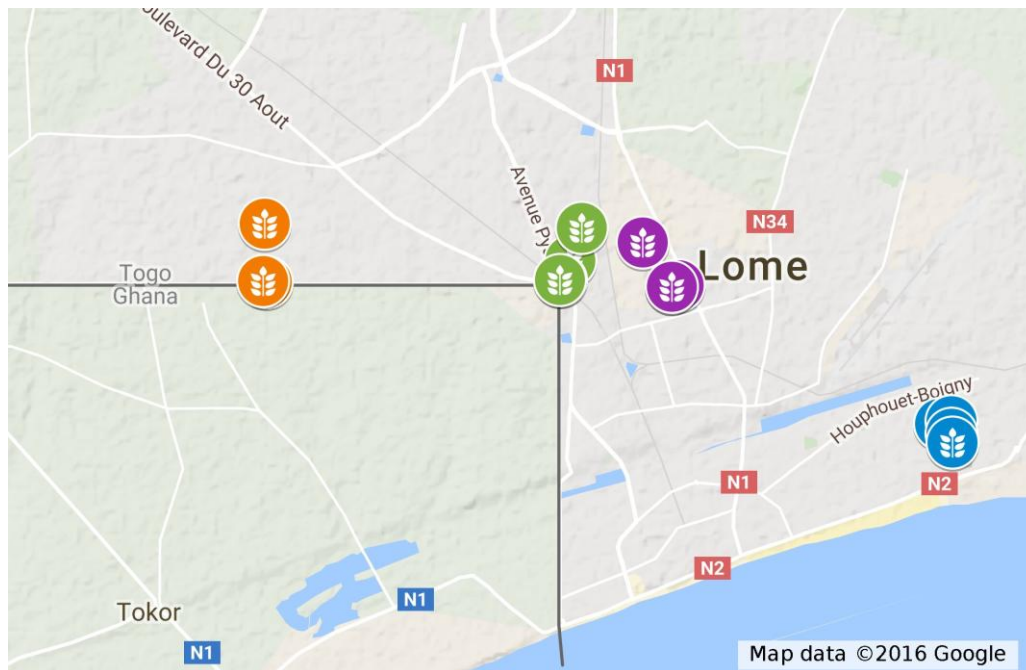 oulevard Du 30 Aout
N1
Avenue Py
N34
Lome
Togo
Ghana
Houphouet-Boigny
N1
N2
N2
N1
Tokor
N1
Map data ©2016 Google